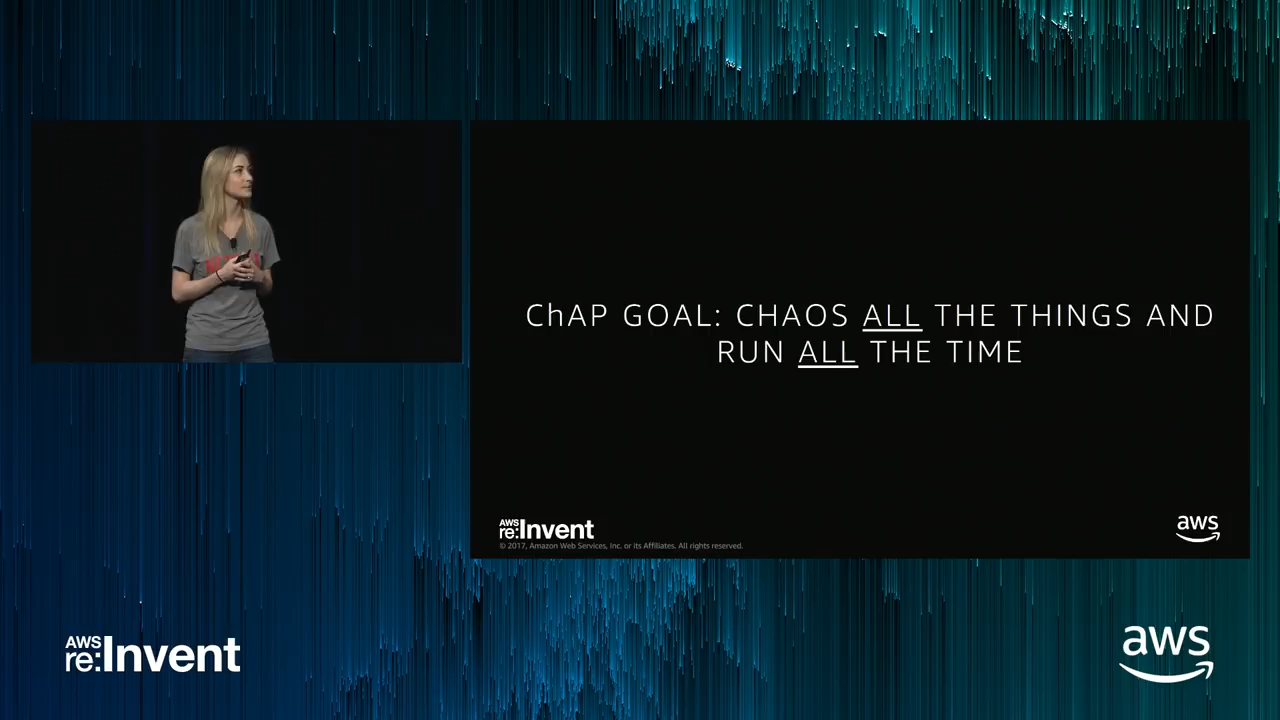 NETFLIX
ChAP GOAL: CHAOS ALL THE THINGS AND
RUN ALL THE TIME
AWS
re:Invent
© 2017, Amazon Web Services, Inc. or its Affiliates. All rights reserved.
aws
AWS
re:Invent
aws